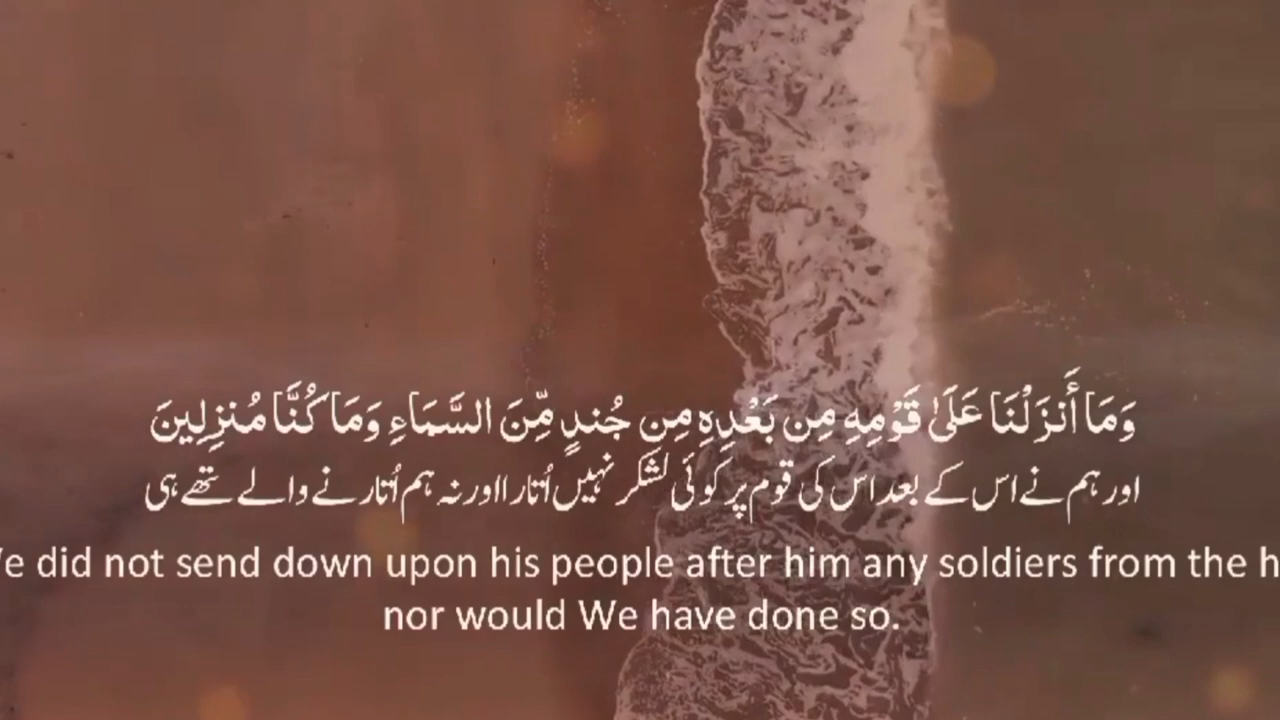 وَمَا أَنزَلْنَا عَلَىٰ قَوْمِهِ مِن بَعْدِهِ مِن جُندٍ مِّنَ السَّمَاءِ وَمَا كُنَّا مُنزِلِينَ
اور ہم نے اس کے بعد اس کی قوم پر کوئی لشکر نہیں اُتارا اور نہ ہم اُتارنے والے تھے ہی
e did not send down upon his people after him any soldiers from the h
nor would We have done so.